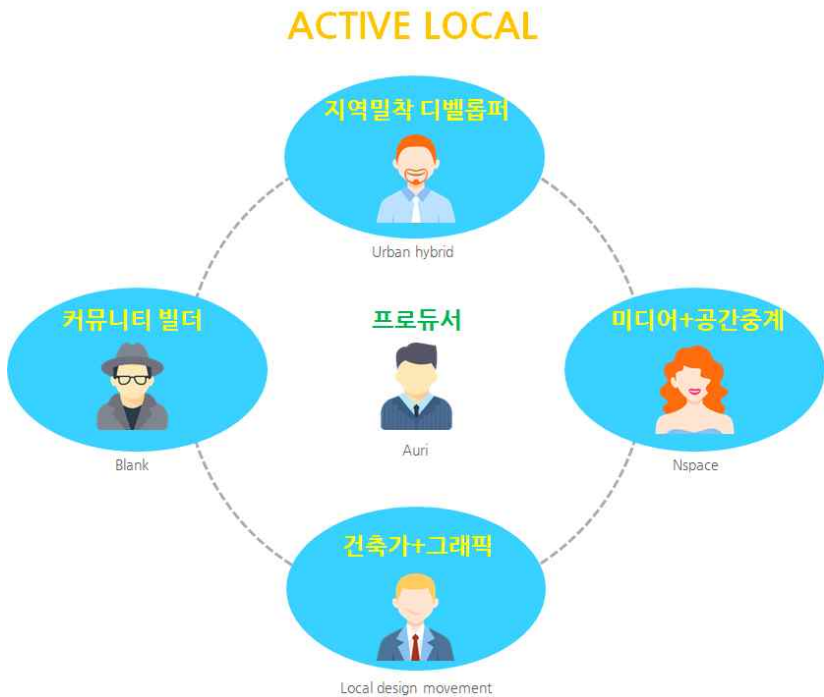 ACTIVE LOCAL
지역밀착 디벨롭퍼
Urban hybrid
커뮤니티 빌더
Blank
프로듀서
Auri
미디어+공간중계
Nspace
건축가+그래픽
Local design movement